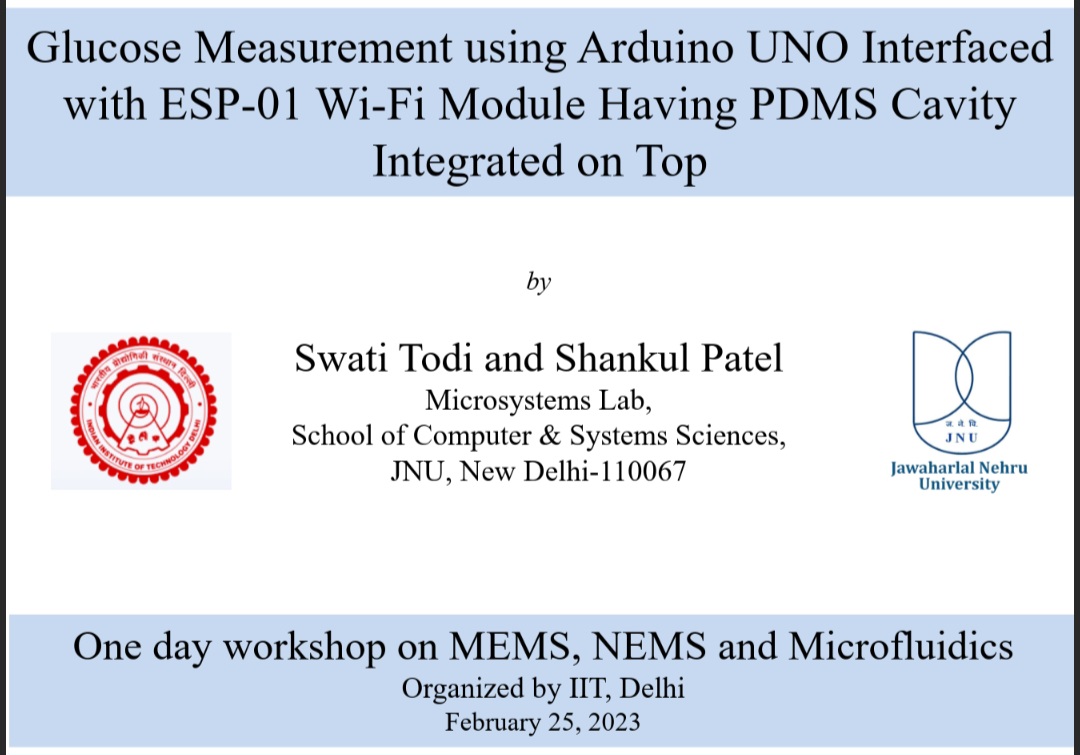 Glucose Measurement using Arduino UNO Interfaced
with ESP-01 Wi-Fi Module Having PDMS Cavity
Integrated on Top
by
भारतीय प्रौद्योगिकी संस्थान दिल्ली
INDIAN INSTITUTE OF TECHNOLOGY DELHI
Swati Todi and Shankul Patel
Microsystems Lab,
School of Computer & Systems Sciences,
JNU, New Delhi-110067
ज. ने. वि.
JNU
Jawaharlal Nehru
University
One day workshop on MEMS, NEMS and Microfluidics
Organized by IIT, Delhi
February 25, 2023